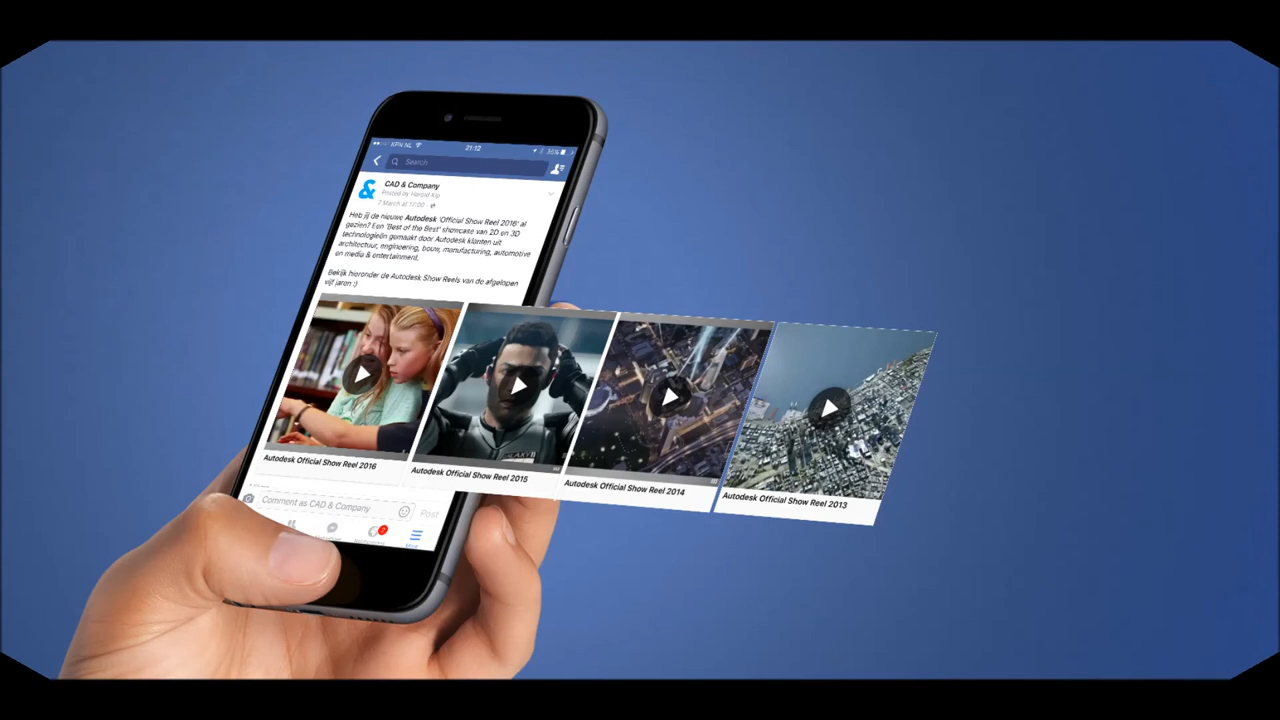 KPN NL
21:12
35%
Search
CAD & Company
Posted by Harold Kip
7 March at 17:00
Heb jij de nieuwe Autodesk 'Official Show Reel 2016' al
gezien? Een 'Best of the Best' showcase van 2D en 3D
technologieën gemaakt door Autodesk klanten uit
architectuur, engineering, bouw, manufacturing, automotive
en media & entertainment.
Bekijk hieronder de Autodesk Show Reels van de afgelopen
vijf jaren :)
Autodesk Official Show Reel 2016
Autodesk Official Show Reel 2015
Autodesk Official Show Reel 2014
Autodesk Official Show Reel 2013
Comment as CAD & Company
Post